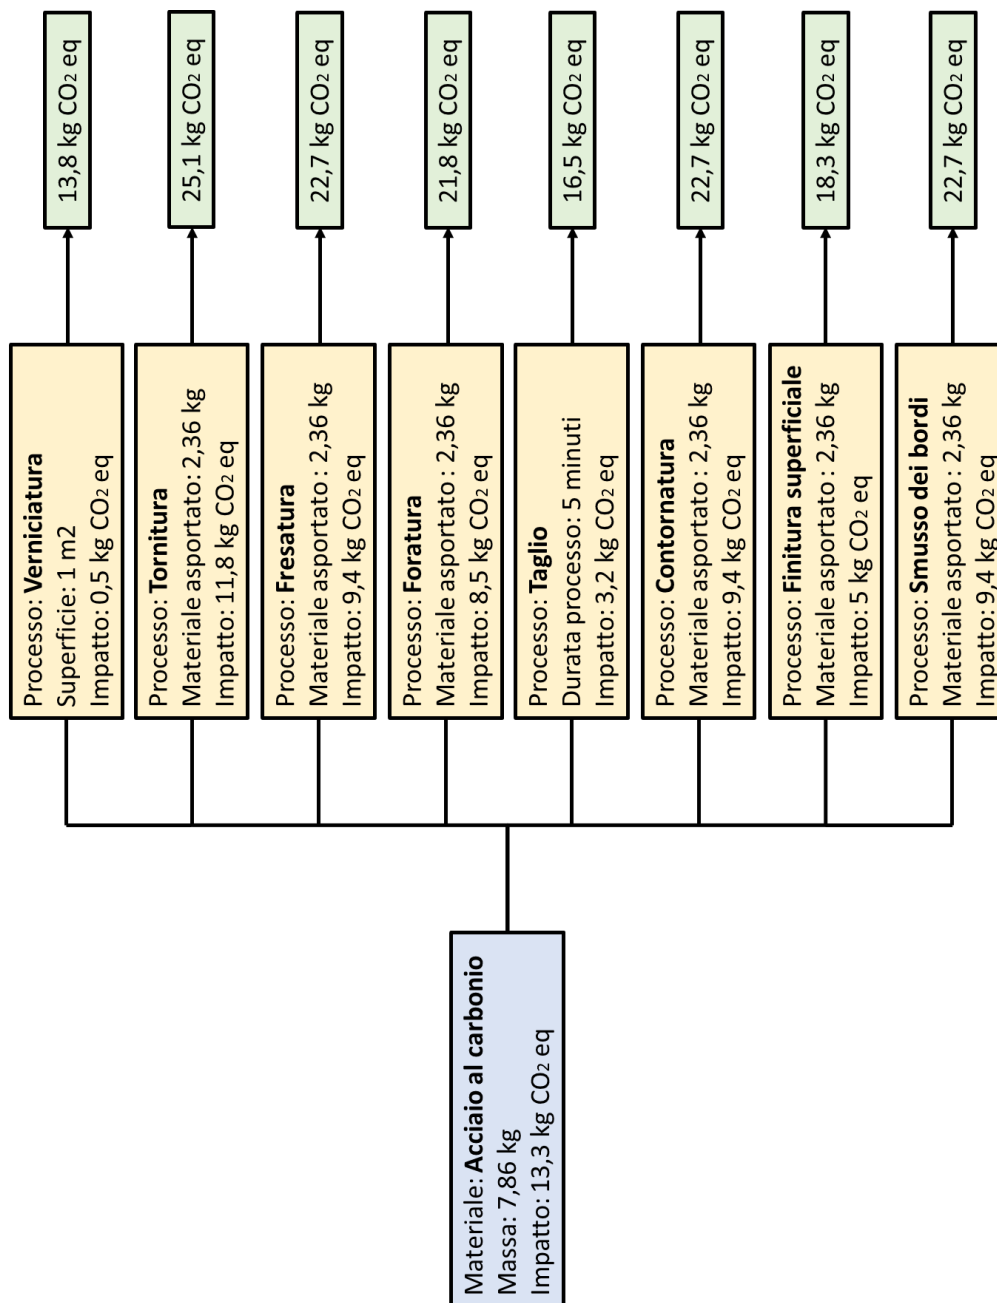 Materiale: Acciaio al carbonio
Massa: 7,86 kg
Impatto: 13,3 kg CO2 eq
Processo: Verniciatura
Superficie: 1 m2
Impatto: 0,5 kg CO2 eq
13,8 kg CO2 eq
Processo: Tornitura
Materiale asportato: 2,36 kg
Impatto: 11,8 kg CO2 eq
25,1 kg CO2 eq
Processo: Fresatura
Materiale asportato : 2,36 kg
Impatto: 9,4 kg CO2 eq
22,7 kg CO2 eq
Processo: Foratura
Materiale asportato : 2,36 kg
Impatto: 8,5 kg CO2 eq
21,8 kg CO2 eq
Processo: Taglio
Durata processo: 5 minuti
Impatto: 3,2 kg CO2 eq
16,5 kg CO2 eq
Processo: Contornatura
Materiale asportato : 2,36 kg
Impatto: 9,4 kg CO2 eq
22,7 kg CO2 eq
Processo: Finitura superficiale
Materiale asportato : 2,36 kg
Impatto: 5 kg CO2 eq
18,3 kg CO2 eq
Processo: Smusso dei bordi
Materiale asportato : 2,36 kg
Impatto: 9,4 kg CO2 eq
22,7 kg CO2 eq